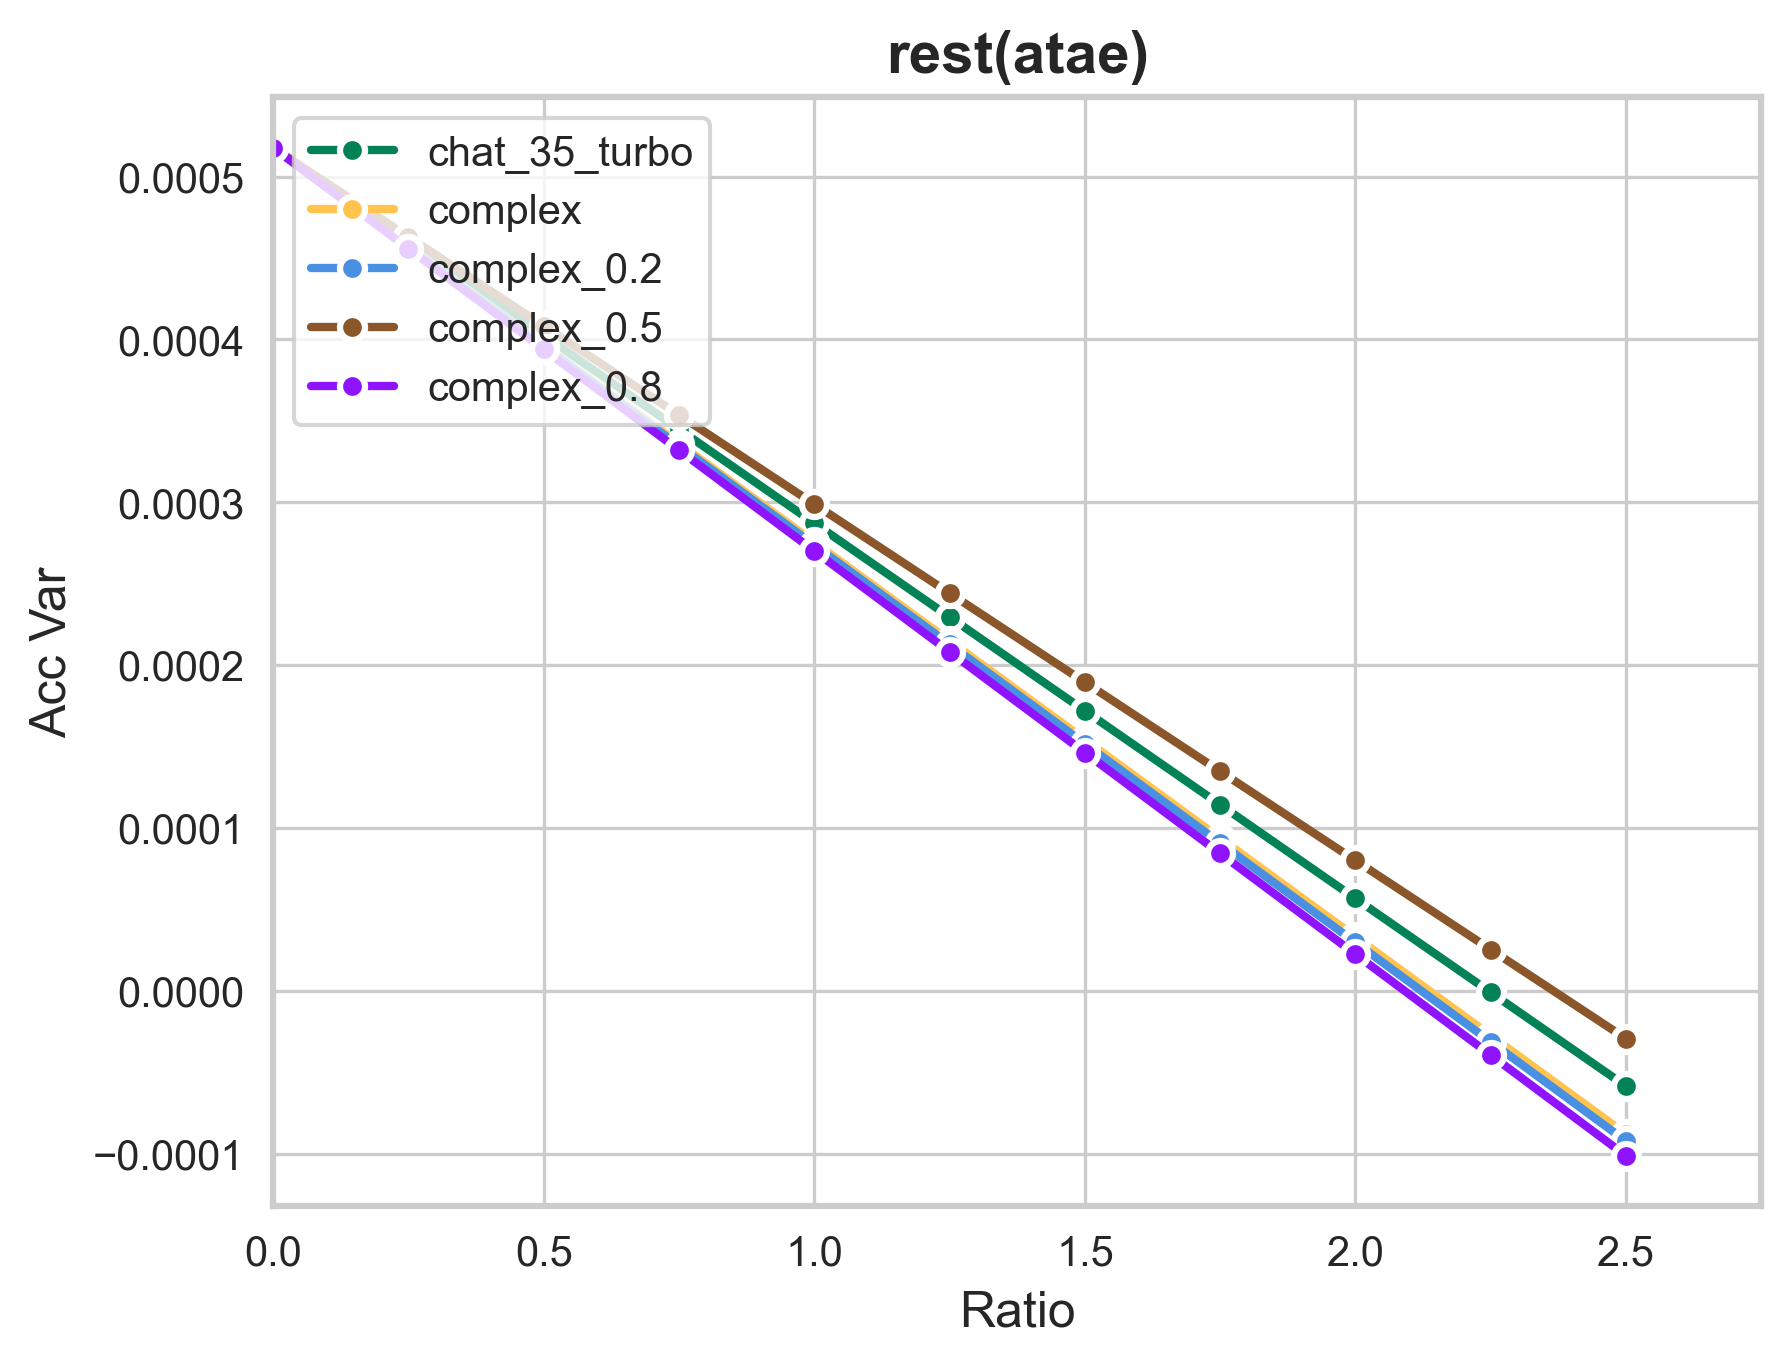 rest(atae)
chat_35_turbo
complex
complex_0.2
complex_0.5
complex_0.8
Acc Var
0.0005
0.0004
0.0003
0.0002
0.0001
0.0000
−0.0001
0.0 0.5 1.0 1.5 2.0 2.5
Ratio